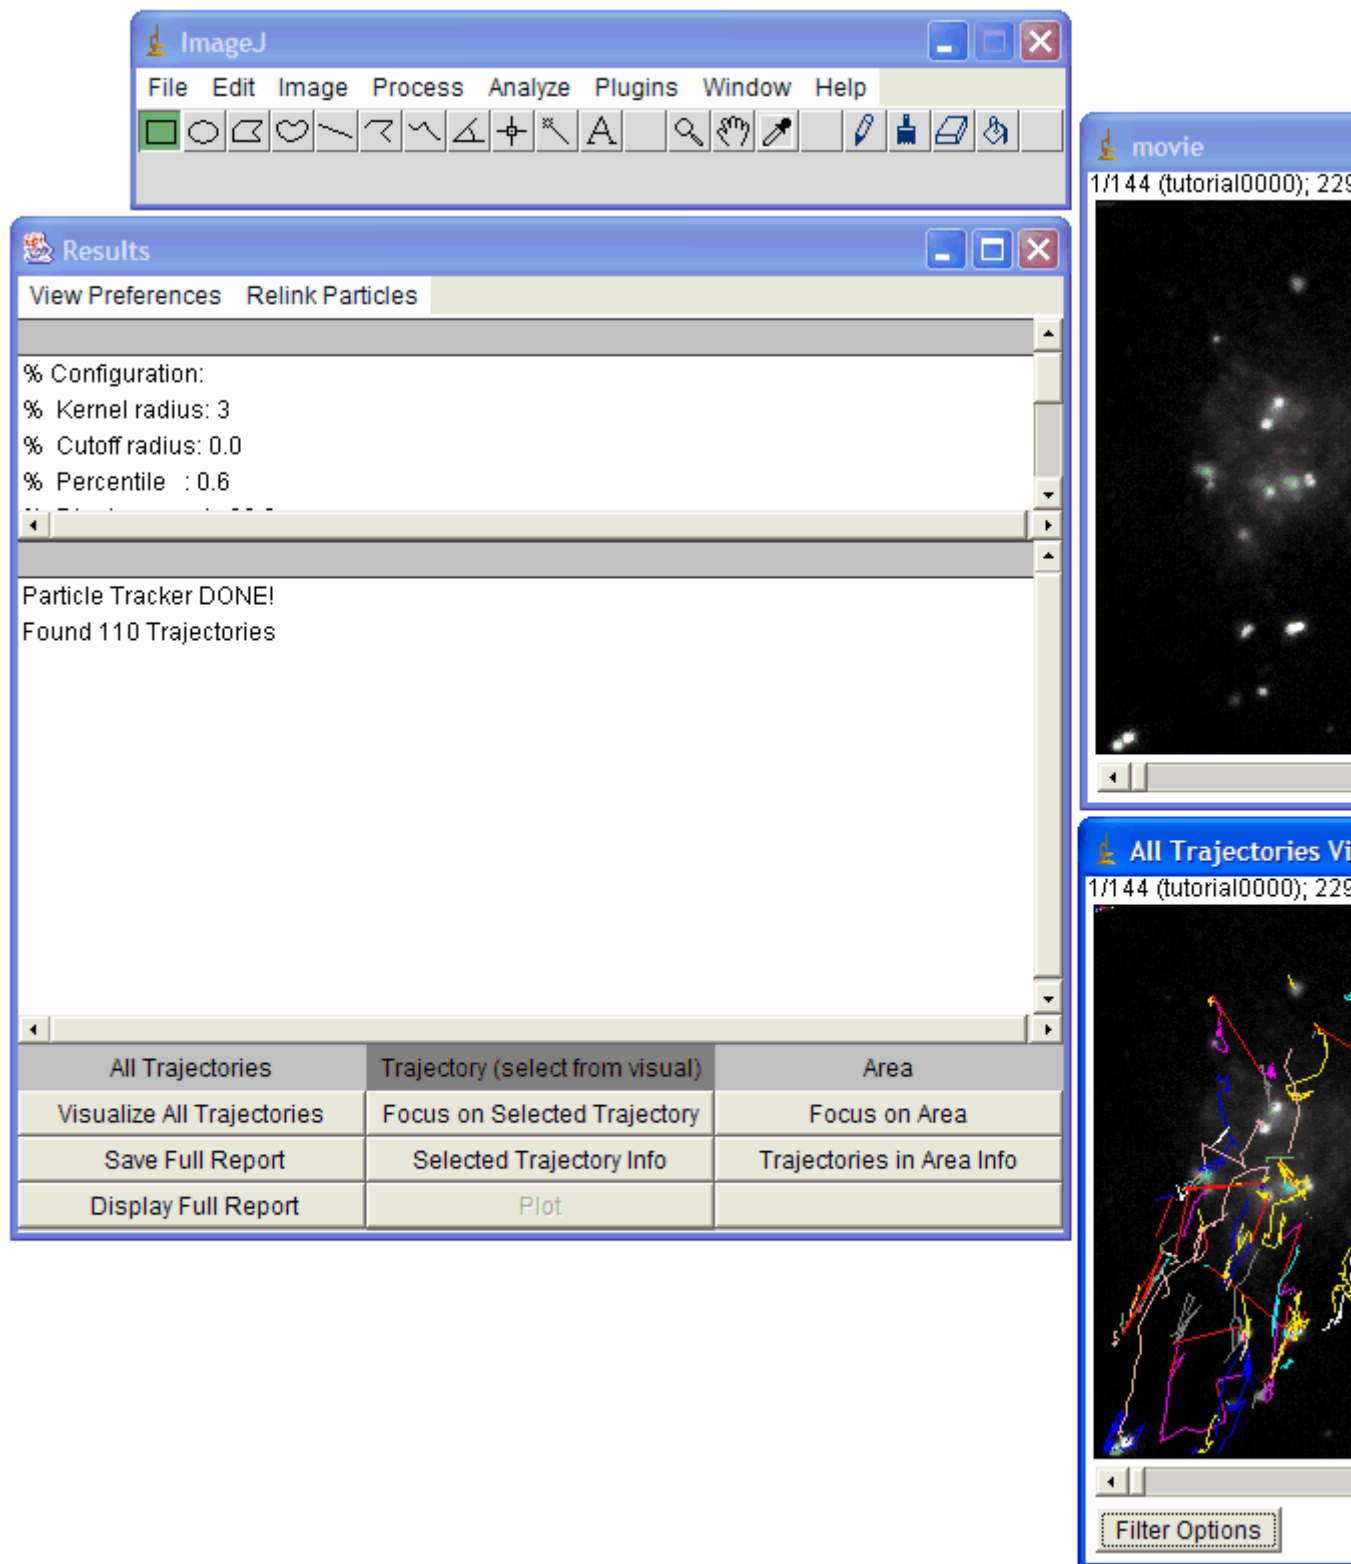 ImageJ
File Edit Image Process Analyze Plugins Window Help
Results
View Preferences Relink Particles
% Configuration:
% Kernel radius: 3
% Cutoff radius: 0.0
% Percentile : 0.6
Particle Tracker DONE!
Found 110 Trajectories
All Trajectories Trajectory (select from visual) Area
Visualize All Trajectories Focus on Selected Trajectory Focus on Area
Save Full Report Selected Trajectory Info Trajectories in Area Info
Display Full Report Plot
movie
1/144 (tutorial0000); 229
All Trajectories Vi
1/144 (tutorial0000); 229
Filter Options